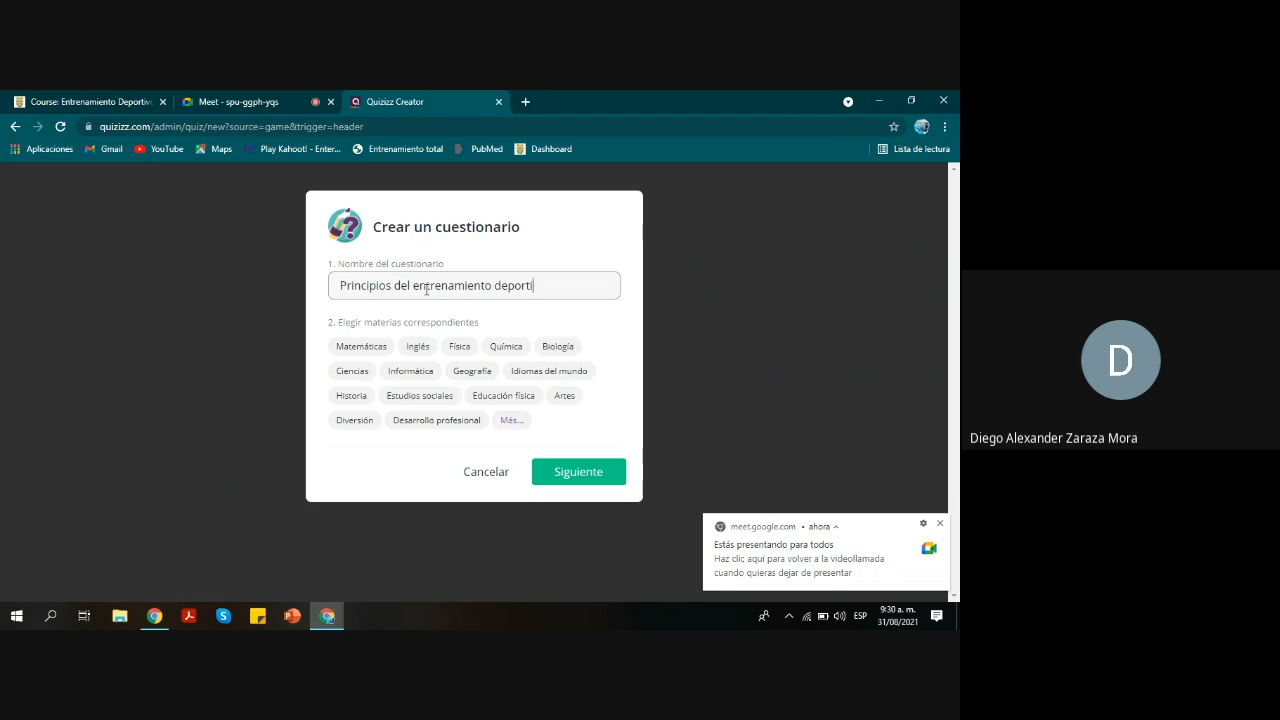 Course: Entrenamiento Deportivo
Meet - spu-ggph-yqs
Quizizz Creator
quizizz.com/admin/quiz/new?source=game&trigger=header
Aplicaciones
Gmail
YouTube
Maps
Play Kahoot! - Enter...
Entrenamiento total
PubMed
Dashboard
Lista de lectura
Crear un cuestionario
1. Nombre del cuestionario
Principios del entrenamiento deporti
2. Elegir materias correspondientes
Matemáticas Inglés Física Química Biología
Ciencias Informática Geografía Idiomas del mundo
Historia Estudios sociales Educación física Artes
Diversión Desarrollo profesional Más...
Cancelar
Siguiente
meet.google.com • ahora
Estás presentando para todos
Haz clic aquí para volver a la videollamada
cuando quieras dejar de presentar
ESP
9:30 a. m.
31/08/2021
D
Diego Alexander Zaraza Mora